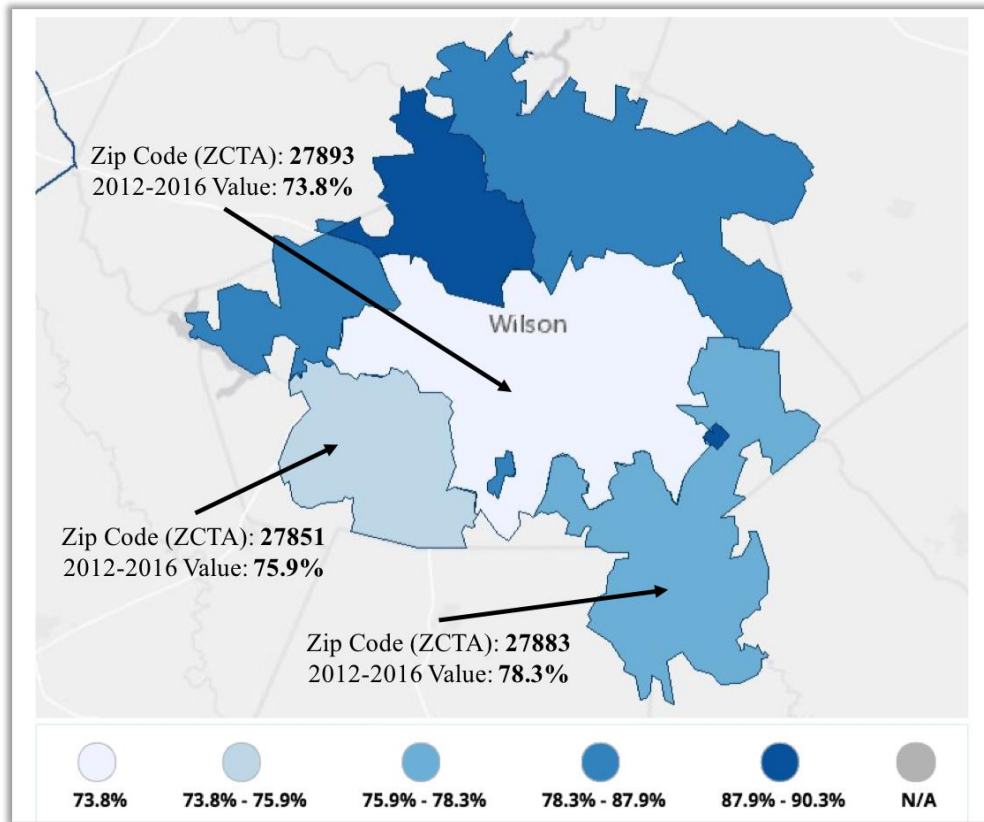 Zip Code (ZCTA): 27893
2012-2016 Value: 73.8%
Wilson
Zip Code (ZCTA): 27851
2012-2016 Value: 75.9%
Zip Code (ZCTA): 27883
2012-2016 Value: 78.3%
73.8% 73.8% - 75.9% 75.9% - 78.3% 78.3% - 87.9% 87.9% - 90.3% N/A